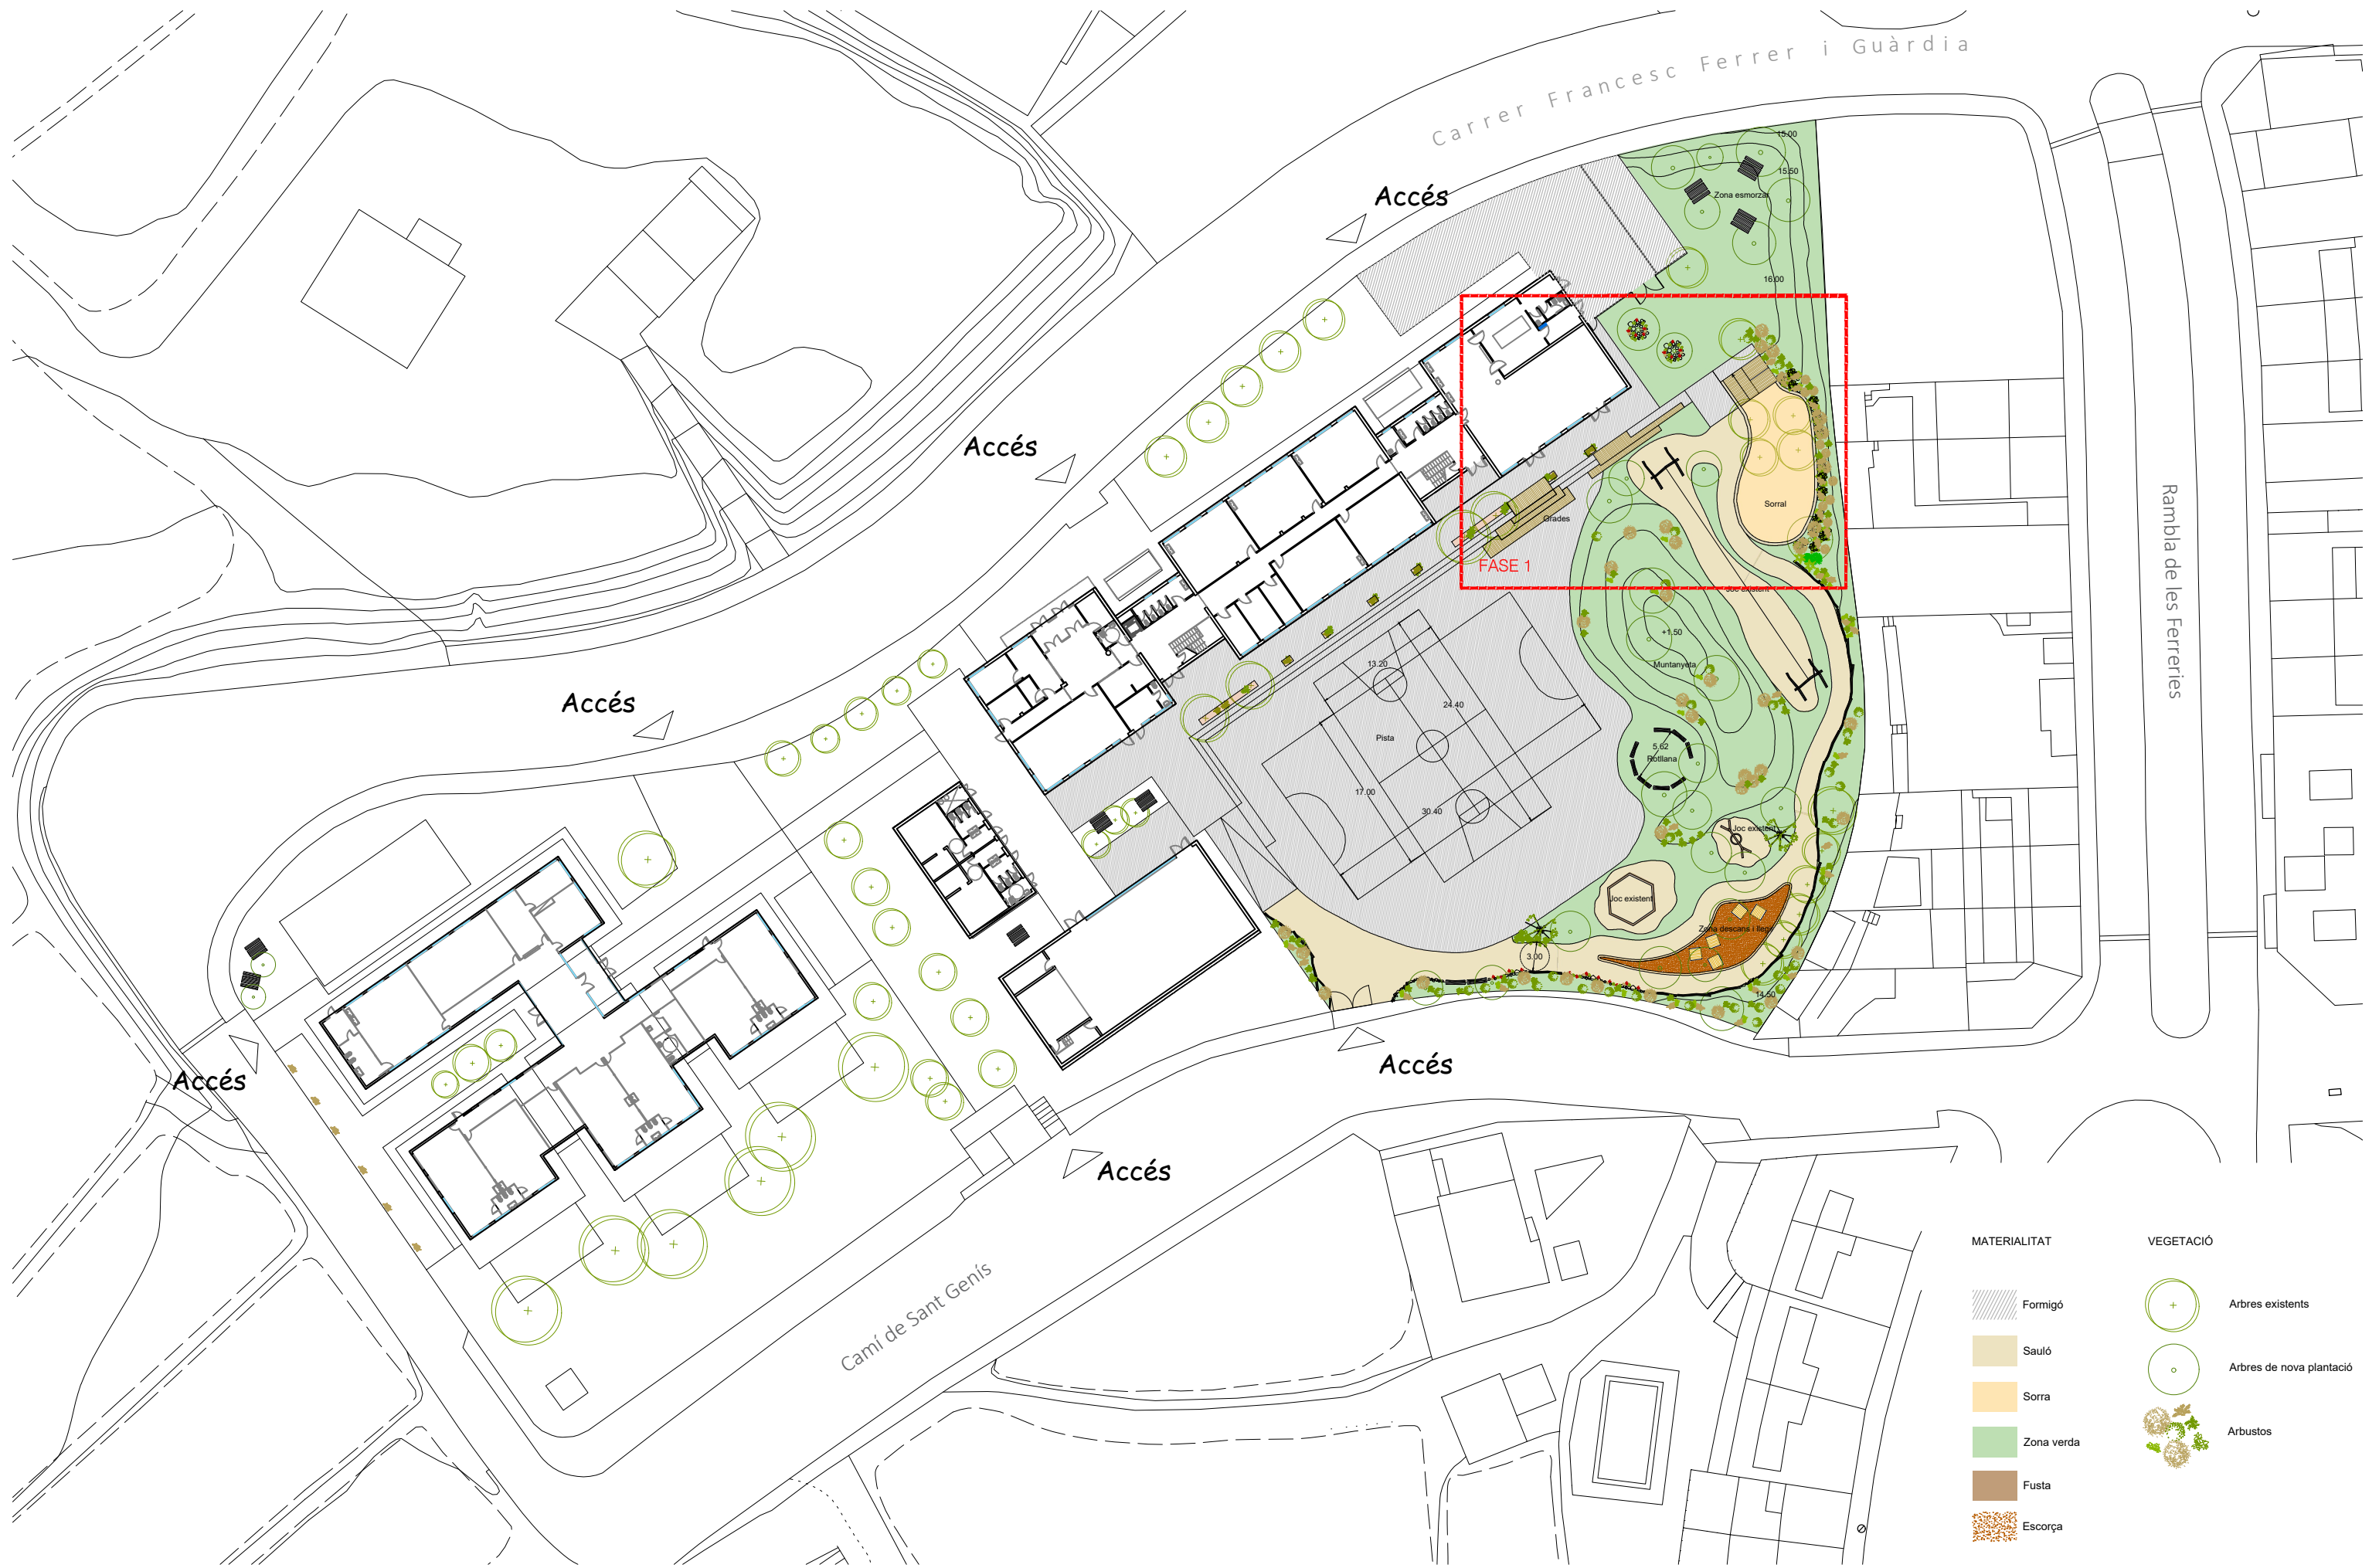 Carrer Francesc Ferrer i Guàrdia
15.00
15.50
Zona esmorzar
Accés
16.00
Accés
Sorral
Grades
FASE 1
Joc existent
Rambla de les Ferreries
+1.50
Muntanyeta
13.20
24.40
Accés
Pista
5.62
Rotllana
17.00
30.40
Joc existent
Joc existent
Zona descans i
3.00
14.50
Accés
Accés
Accés
Camí de Sant Genís
MATERIALITAT
Formigó
Sauló
Sorra
Zona verda
Fusta
Escorça
VEGETACIÓ
Arbres existents
Arbres de nova plantació
Arbustos